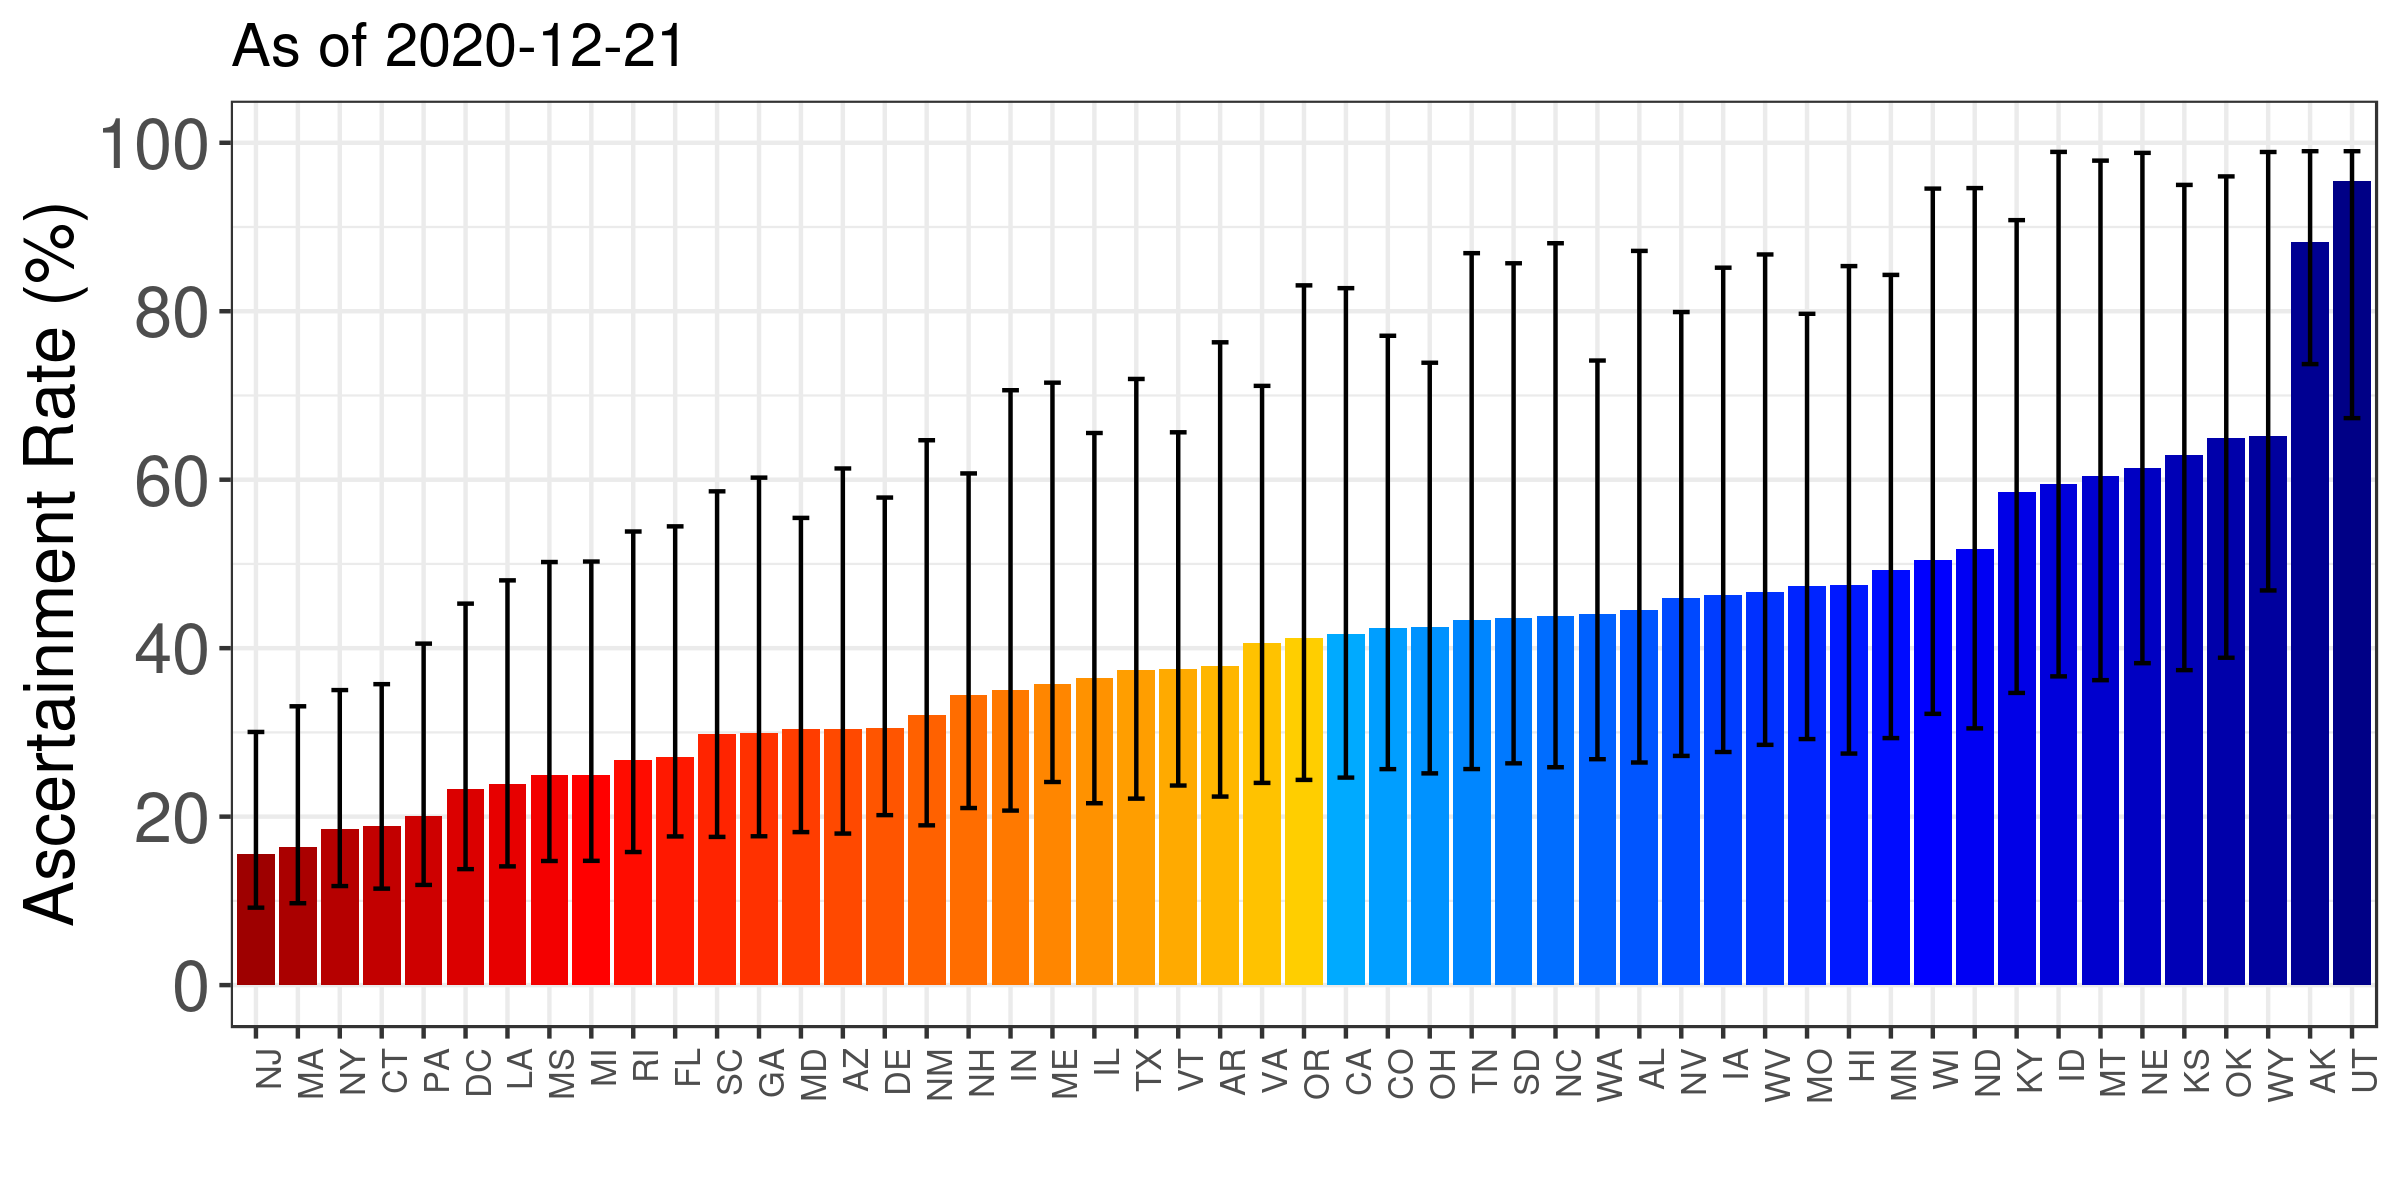 As of 2020-12-21
Ascertainment Rate (%)
100
80
60
40
20
0
NJ MA NY CT PA DC LA MS MI RI FL SC GA MD AZ DE NM NH IN ME IL TX VT AR VA OR CA CO OH TN SD NC WA AL NV IA WV MO HI MN WI ND KY ID MT NE KS OK WY AK UT